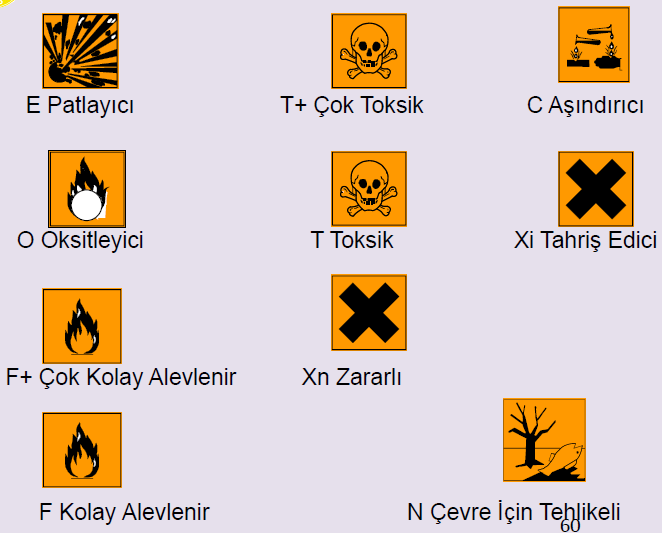 E Patlayıcı
T+ Çok Toksik
C Aşındırıcı
O Oksitleyici
T Toksik
Xi Tahriş Edici
F+ Çok Kolay Alevlenir
Xn Zararlı
F Kolay Alevlenir
N Çevre İçin Tehlikeli
60